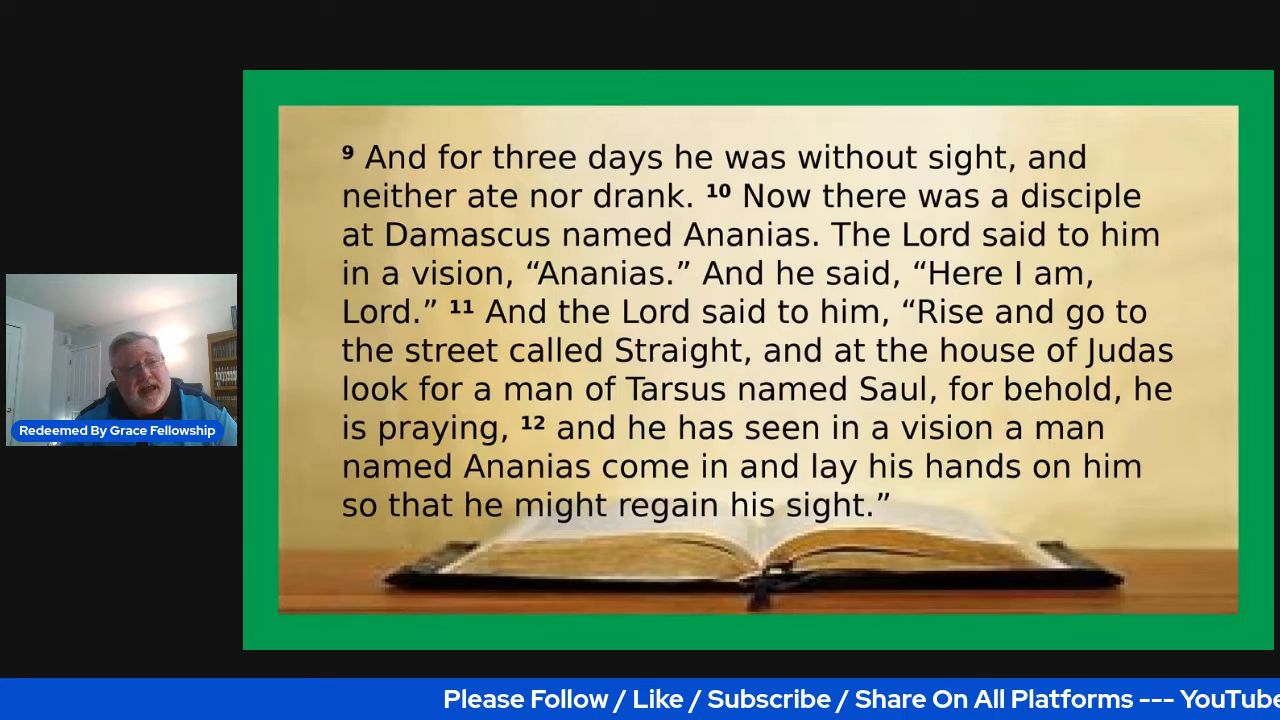 ⁹ And for three days he was without sight, and
neither ate nor drank. ¹⁰ Now there was a disciple
at Damascus named Ananias. The Lord said to him
in a vision, “Ananias.” And he said, “Here I am,
Lord.” ¹¹ And the Lord said to him, “Rise and go to
the street called Straight, and at the house of Judas
look for a man of Tarsus named Saul, for behold, he
is praying, ¹² and he has seen in a vision a man
named Ananias come in and lay his hands on him
so that he might regain his sight.”
Redeemed By Grace Fellowship
Please Follow / Like / Subscribe / Share On All Platforms --- YouTube